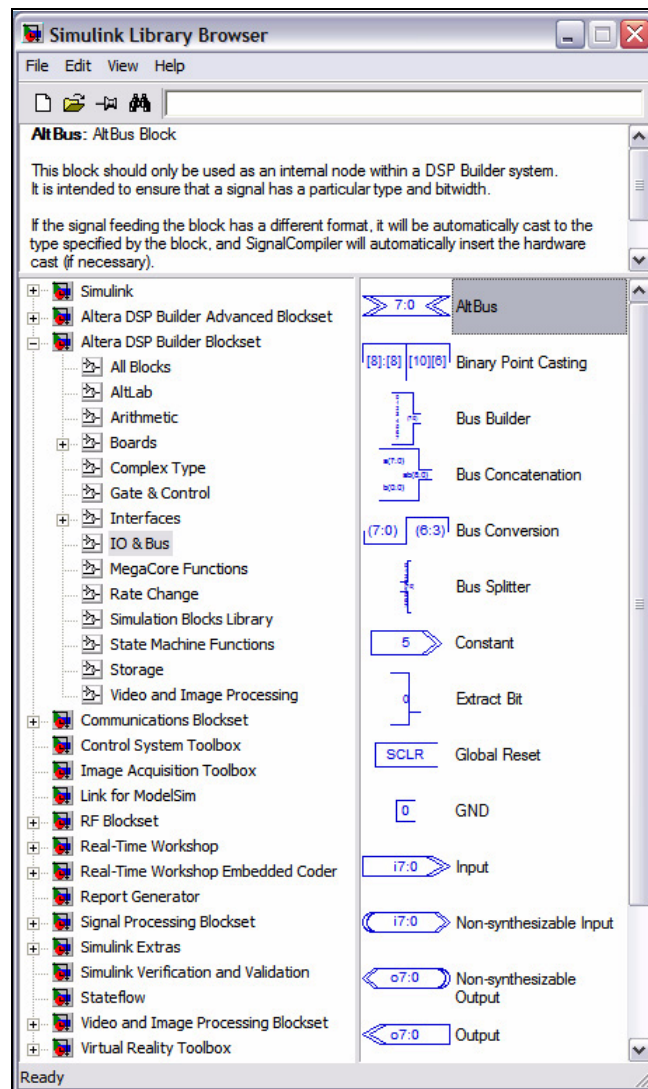 Simulink Library Browser
File Edit View Help
AltBus: AltBus Block
This block should only be used as an internal node within a DSP Builder system.
It is intended to ensure that a signal has a particular type and bitwidth.
If the signal feeding the block has a different format, it will be automatically cast to the
type specified by the block, and SignalCompiler will automatically insert the hardware
cast (if necessary).
Simulink
Altera DSP Builder Advanced Blockset
Altera DSP Builder Blockset
All Blocks
AltLab
Arithmetic
Boards
Complex Type
Gate & Control
Interfaces
IO & Bus
MegaCore Functions
Rate Change
Simulation Blocks Library
State Machine Functions
Storage
Video and Image Processing
Communications Blockset
Control System Toolbox
Image Acquisition Toolbox
Link for ModelSim
RF Blockset
Real-Time Workshop
Real-Time Workshop Embedded Coder
Report Generator
Signal Processing Blockset
Simulink Extras
Simulink Verification and Validation
Stateflow
Video and Image Processing Blockset
Virtual Reality Toolbox
7:0 AltBus
[8]:[8] [10][6] Binary Point Casting
Bus Builder
a(7:0)
Bus Concatenation
(7:0) (6:3) Bus Conversion
Bus Splitter
5 Constant
0 Extract Bit
SCLR Global Reset
0 GND
i7:0 Input
i7:0 Non-synthesizable Input
o7:0 Non-synthesizable
Output
o7:0 Output
Ready